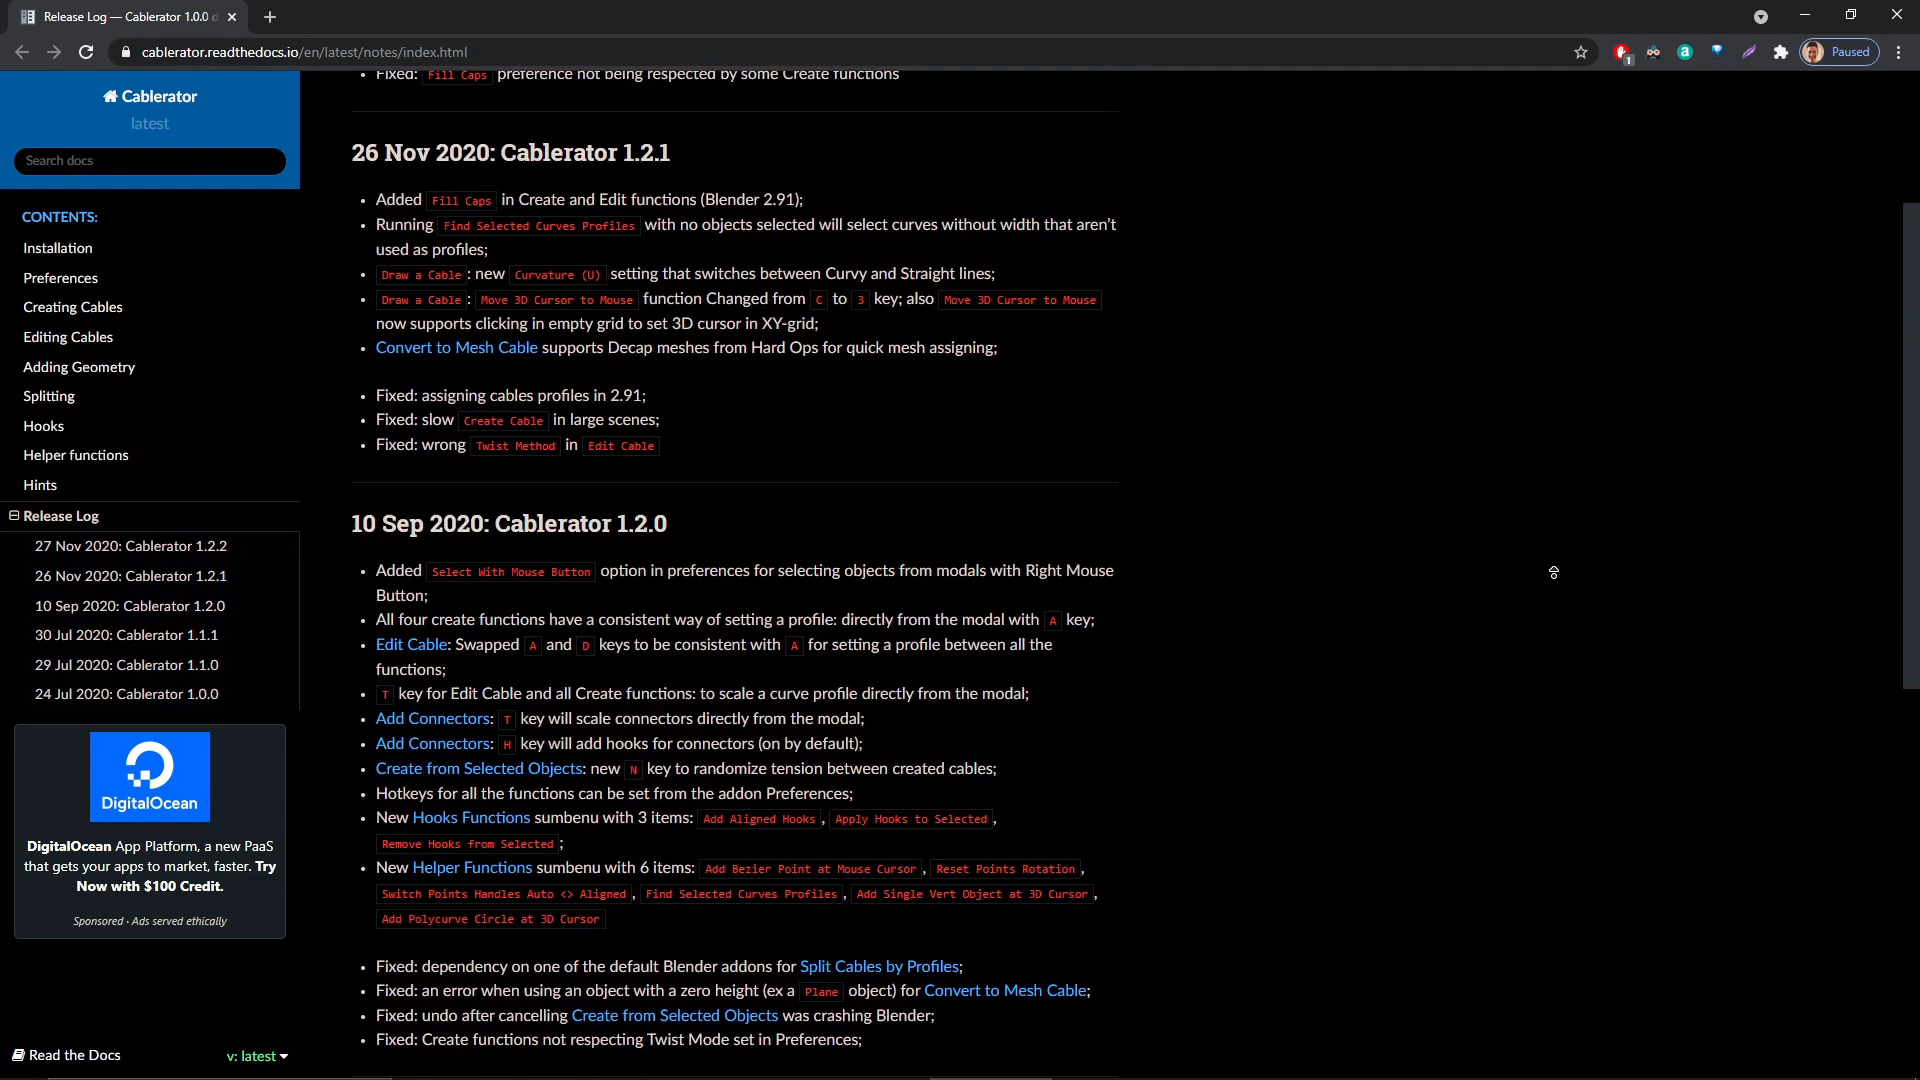 Release Log — Cablerator 1.0.0 d
cablerator.readthedocs.io/en/latest/notes/index.html
1
Paused
Cablerator
latest
Search docs
CONTENTS:
Installation
Preferences
Creating Cables
Editing Cables
Adding Geometry
Splitting
Hooks
Helper functions
Hints
Release Log
27 Nov 2020: Cablerator 1.2.2
26 Nov 2020: Cablerator 1.2.1
10 Sep 2020: Cablerator 1.2.0
30 Jul 2020: Cablerator 1.1.1
29 Jul 2020: Cablerator 1.1.0
24 Jul 2020: Cablerator 1.0.0
DigitalOcean
DigitalOcean App Platform, a new PaaS
that gets your apps to market, faster. Try
Now with $100 Credit.
Sponsored · Ads served ethically
Read the Docs
v: latest
Fixed: Fill Caps preference not being respected by some Create functions
26 Nov 2020: Cablerator 1.2.1
Added Fill Caps in Create and Edit functions (Blender 2.91);
Running Find Selected Curves Profiles with no objects selected will select curves without width that aren't
used as profiles;
Draw a Cable: new Curvature (U) setting that switches between Curvy and Straight lines;
Draw a Cable: Move 3D Cursor to Mouse function Changed from C to 3 key; also Move 3D Cursor to Mouse
now supports clicking in empty grid to set 3D cursor in XY-grid;
Convert to Mesh Cable supports Decap meshes from Hard Ops for quick mesh assigning;
Fixed: assigning cables profiles in 2.91;
Fixed: slow Create Cable in large scenes;
Fixed: wrong Twist Method in Edit Cable
10 Sep 2020: Cablerator 1.2.0
Added Select With Mouse Button option in preferences for selecting objects from modals with Right Mouse
Button;
All four create functions have a consistent way of setting a profile: directly from the modal with A key;
Edit Cable: Swapped A and D keys to be consistent with A for setting a profile between all the
functions;
T key for Edit Cable and all Create functions: to scale a curve profile directly from the modal;
Add Connectors: T key will scale connectors directly from the modal;
Add Connectors: H key will add hooks for connectors (on by default);
Create from Selected Objects: new N key to randomize tension between created cables;
Hotkeys for all the functions can be set from the addon Preferences;
New Hooks Functions sumbenu with 3 items: Add Aligned Hooks, Apply Hooks to Selected,
Remove Hooks from Selected;
New Helper Functions sumbenu with 6 items: Add Bezier Point at Mouse Cursor, Reset Points Rotation,
Switch Points Handles Auto <> Aligned, Find Selected Curves Profiles, Add Single Vert Object at 3D Cursor,
Add Polycurve Circle at 3D Cursor
Fixed: dependency on one of the default Blender addons for Split Cables by Profiles;
Fixed: an error when using an object with a zero height (ex a Plane object) for Convert to Mesh Cable;
Fixed: undo after cancelling Create from Selected Objects was crashing Blender;
Fixed: Create functions not respecting Twist Mode set in Preferences;